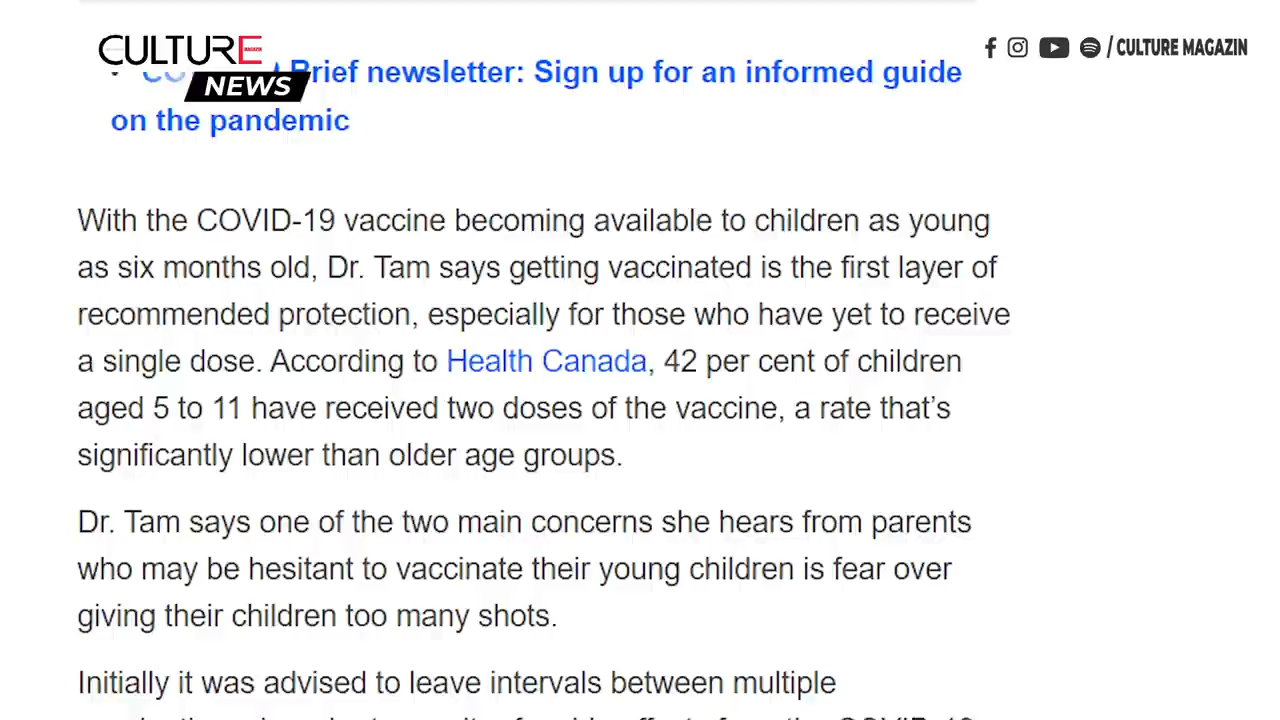 CULTURE MAGAZIN
NEWS
/ CULTURE MAGAZIN
Brief newsletter: Sign up for an informed guide
on the pandemic
With the COVID-19 vaccine becoming available to children as young
as six months old, Dr. Tam says getting vaccinated is the first layer of
recommended protection, especially for those who have yet to receive
a single dose. According to Health Canada, 42 per cent of children
aged 5 to 11 have received two doses of the vaccine, a rate that’s
significantly lower than older age groups.
Dr. Tam says one of the two main concerns she hears from parents
who may be hesitant to vaccinate their young children is fear over
giving their children too many shots.
Initially it was advised to leave intervals between multiple